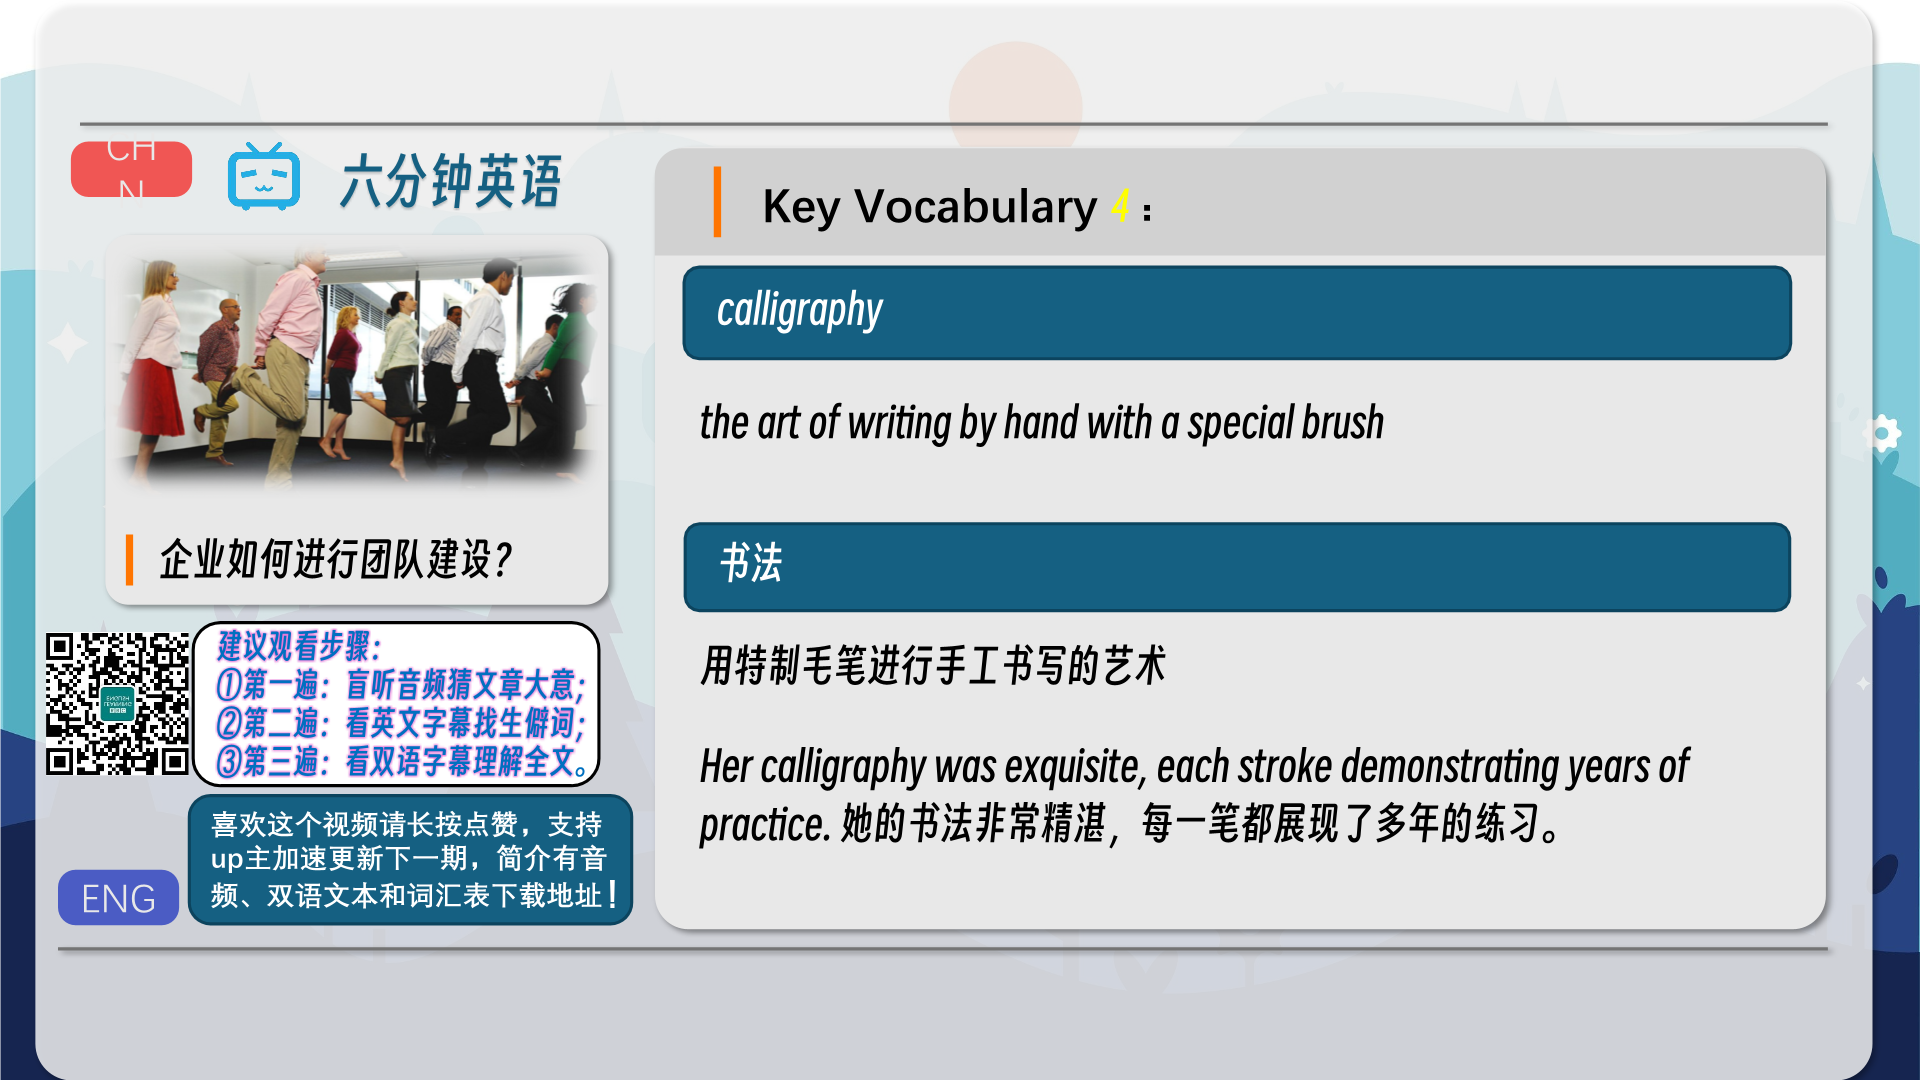 CH
N
六分钟英语
企业如何进行团队建设?
建议观看步骤:
①第一遍:盲听音频猜文章大意;
②第二遍:看英文字幕找生僻词;
③第三遍:看双语字幕理解全文。
喜欢这个视频请长按点赞，支持
up主加速更新下一期，简介有音
频、双语文本和词汇表下载地址!
ENG
Key Vocabulary 4：
calligraphy
the art of writing by hand with a special brush
书法
用特制毛笔进行手工书写的艺术
Her calligraphy was exquisite, each stroke demonstrating years of
practice. 她的书法非常精湛，每一笔都展现了多年的练习。